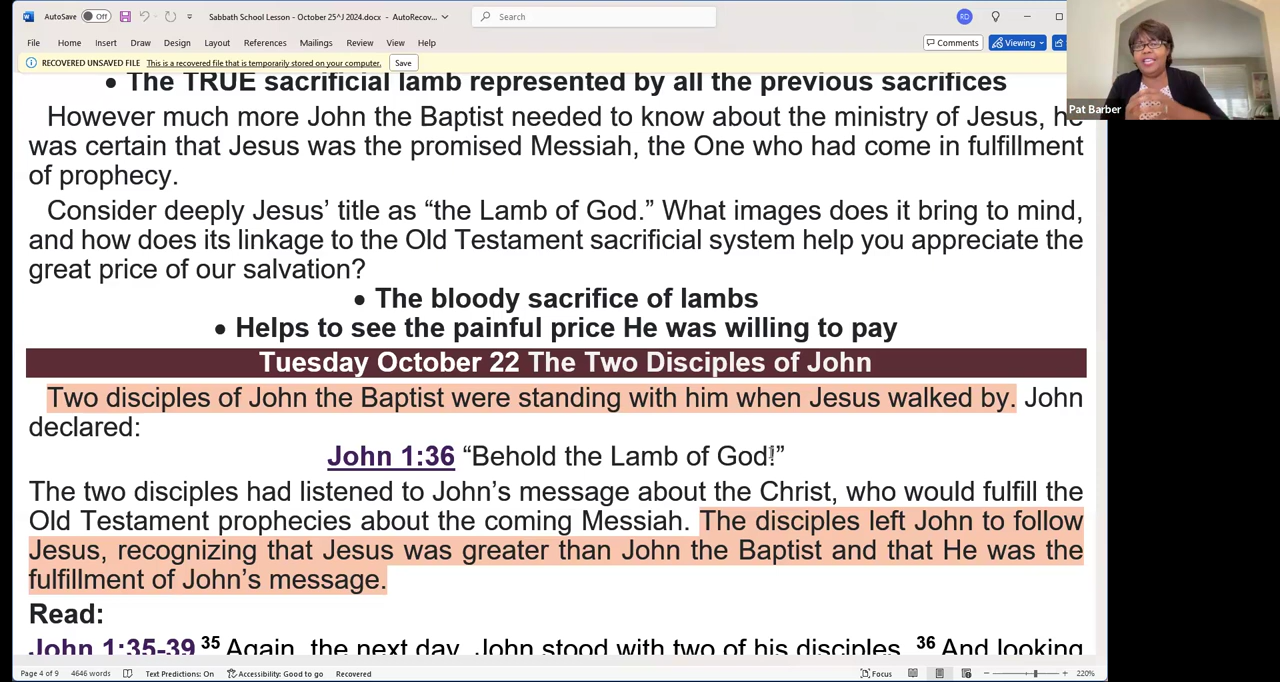 AutoSave Off Sabbath School Lesson - October 25^J 2024.docx - AutoRecov... Search RD
File Home Insert Draw Design Layout References Mailings Review View Help Comments Viewing
RECOVERED UNSAVED FILE This is a recovered file that is temporarily stored on your computer. Save
• The TRUE sacrificial lamb represented by all the previous sacrifices
Pat Barber
However much more John the Baptist needed to know about the ministry of Jesus, he
was certain that Jesus was the promised Messiah, the One who had come in fulfillment
of prophecy.
Consider deeply Jesus’ title as “the Lamb of God.” What images does it bring to mind,
and how does its linkage to the Old Testament sacrificial system help you appreciate the
great price of our salvation?
• The bloody sacrifice of lambs
• Helps to see the painful price He was willing to pay
Tuesday October 22 The Two Disciples of John
Two disciples of John the Baptist were standing with him when Jesus walked by. John
declared:
John 1:36 “Behold the Lamb of God!”
The two disciples had listened to John’s message about the Christ, who would fulfill the
Old Testament prophecies about the coming Messiah. The disciples left John to follow
Jesus, recognizing that Jesus was greater than John the Baptist and that He was the
fulfillment of John’s message.
Read:
John 1:35-39 35 Again, the next day, John stood with two of his disciples. 36 And looking
Page 4 of 9 4646 words Text Predictions: On Accessibility: Good to go Recovered Focus 220%